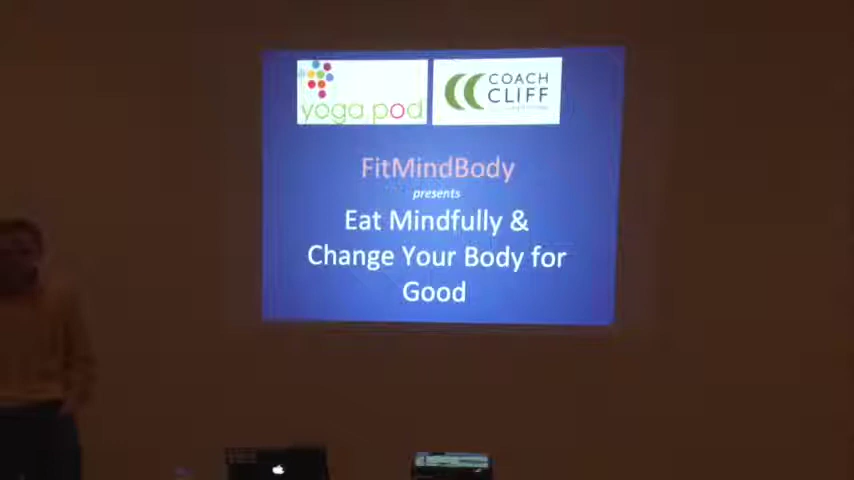 yoga pod
COACH
CLIFF
FitMindBody
presents
Eat Mindfully &
Change Your Body for
Good